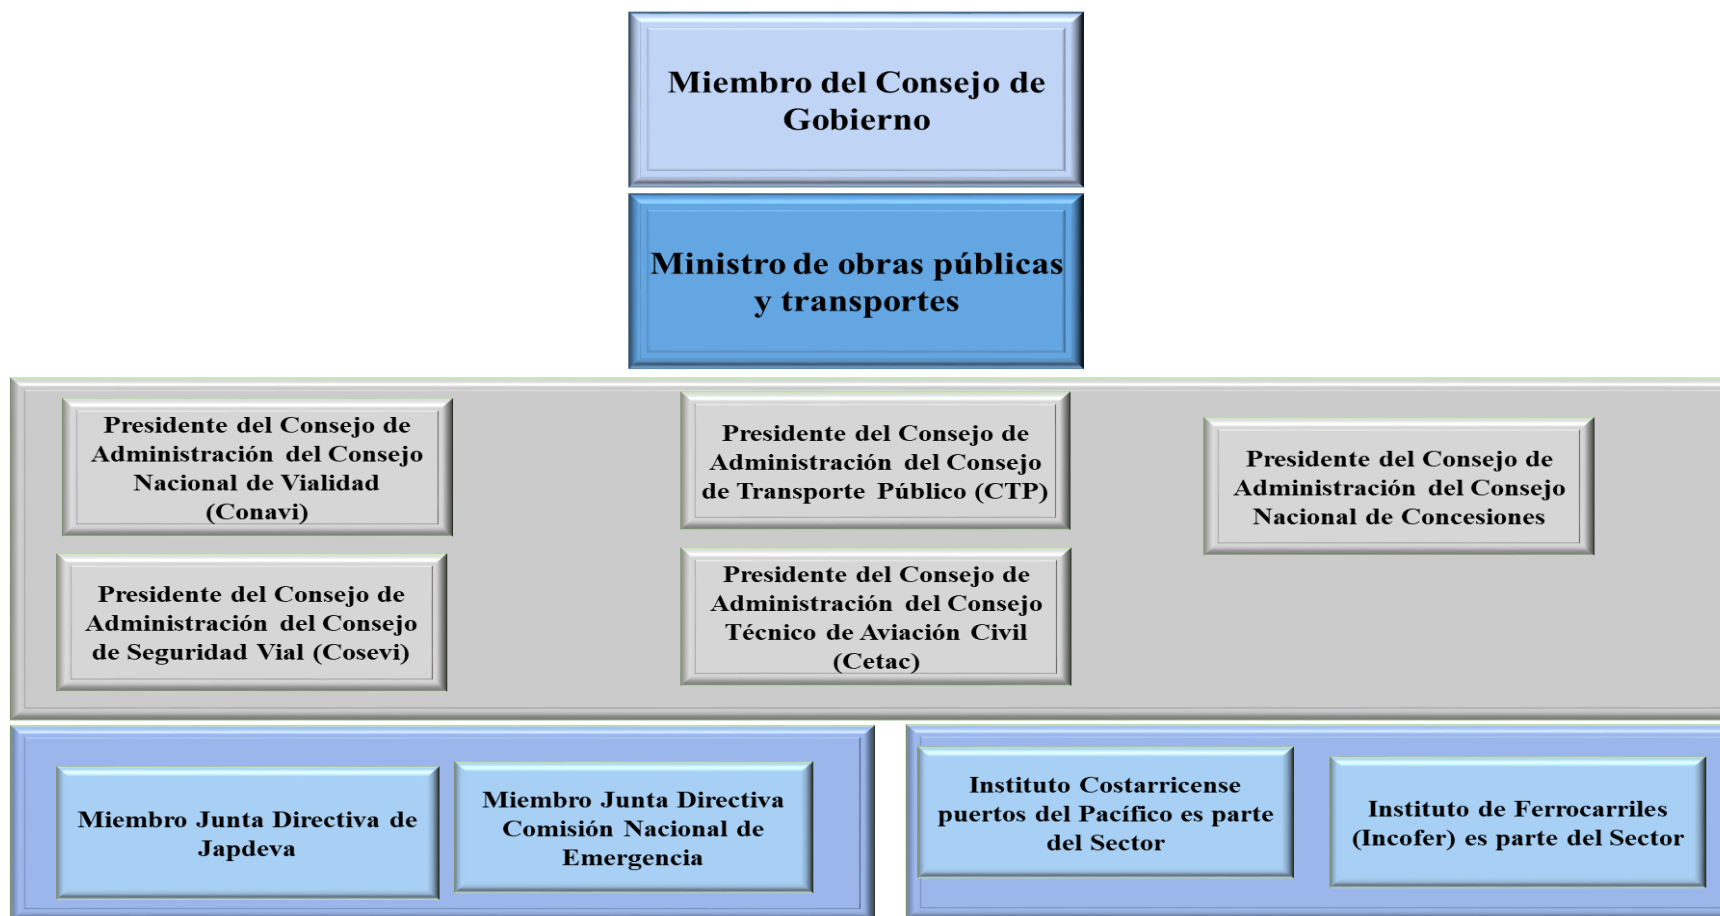 Miembro del Consejo de
Gobierno
Ministro de obras públicas
y transportes
Presidente del Consejo de
Administración del Consejo
Nacional de Vialidad
(Conavi)
Presidente del Consejo de
Administración del Consejo
de Transporte Público (CTP)
Presidente del Consejo de
Administración del Consejo
Nacional de Concesiones
Presidente del Consejo de
Administración del Consejo
de Seguridad Vial (Cosevi)
Presidente del Consejo de
Administración del Consejo
Técnico de Aviación Civil
(Cetac)
Miembro Junta Directiva de
Japdeva
Miembro Junta Directiva
Comisión Nacional de
Emergencia
Instituto Costarricense
puertos del Pacífico es parte
del Sector
Instituto de Ferrocarriles
(Incofer) es parte del Sector